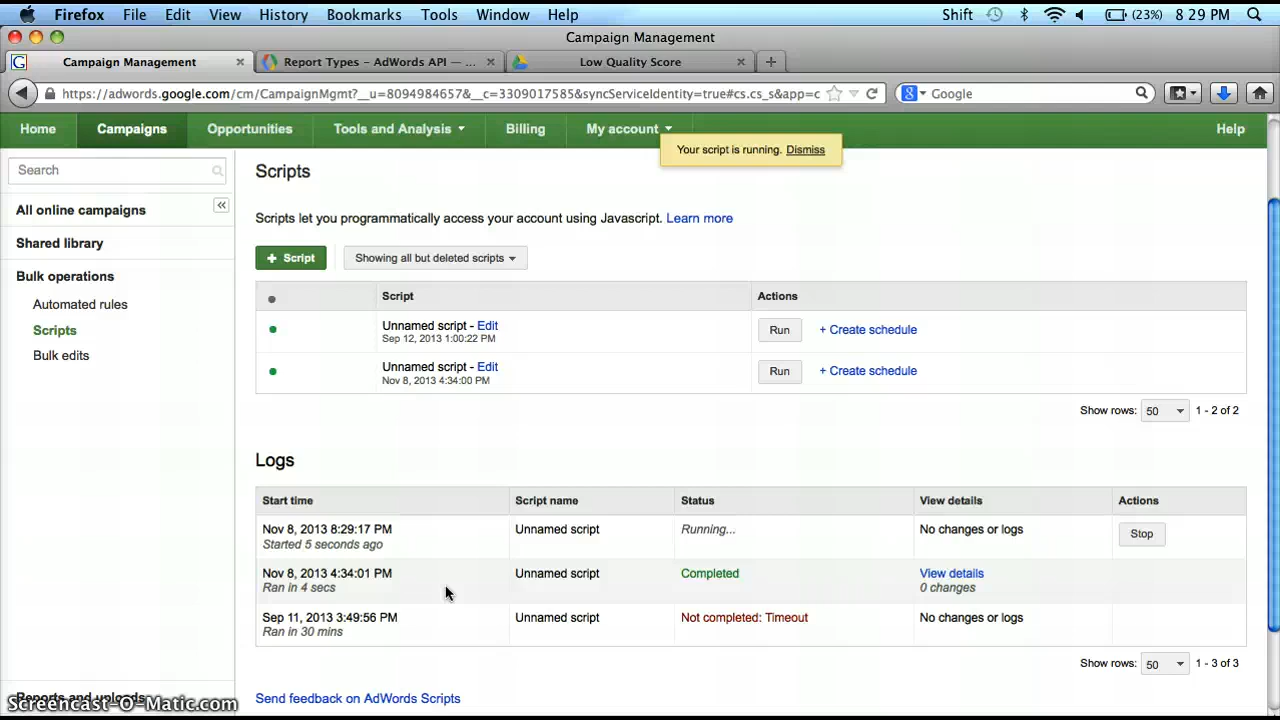 Firefox File Edit View History Bookmarks Tools Window Help Shift (23%) 8:29 PM
Campaign Management
Campaign Management Report Types - AdWords API — ... Low Quality Score
https://adwords.google.com/cm/CampaignMgmt?__u=8094984657&__c=3309017585&syncServiceIdentity=true#cs.cs_s&app=c Google
Home Campaigns Opportunities Tools and Analysis Billing My account Help
Your script is running. Dismiss
Search
All online campaigns
Shared library
Bulk operations
Automated rules
Scripts
Bulk edits
Reports and uploads
Scripts
Scripts let you programmatically access your account using Javascript. Learn more
+ Script Showing all but deleted scripts
Script Actions
Unnamed script - Edit Run + Create schedule
Sep 12, 2013 1:00:22 PM
Unnamed script - Edit Run + Create schedule
Nov 8, 2013 4:34:00 PM
Show rows: 50 1 - 2 of 2
Logs
Start time Script name Status View details Actions
Nov 8, 2013 8:29:17 PM Unnamed script Running... No changes or logs Stop
Started 5 seconds ago
Nov 8, 2013 4:34:01 PM Unnamed script Completed View details
Ran in 4 secs 0 changes
Sep 11, 2013 3:49:56 PM Unnamed script Not completed: Timeout No changes or logs
Ran in 30 mins
Show rows: 50 1 - 3 of 3
Send feedback on AdWords Scripts
Screencast-O-Matic.com